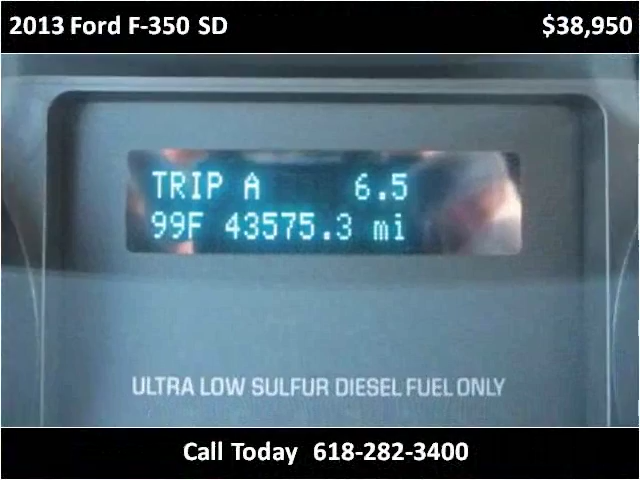 2013 Ford F-350 SD $38,950
TRIP A 6.5
99F 43575.3 mi
ULTRA LOW SULFUR DIESEL FUEL ONLY
Call Today 618-282-3400